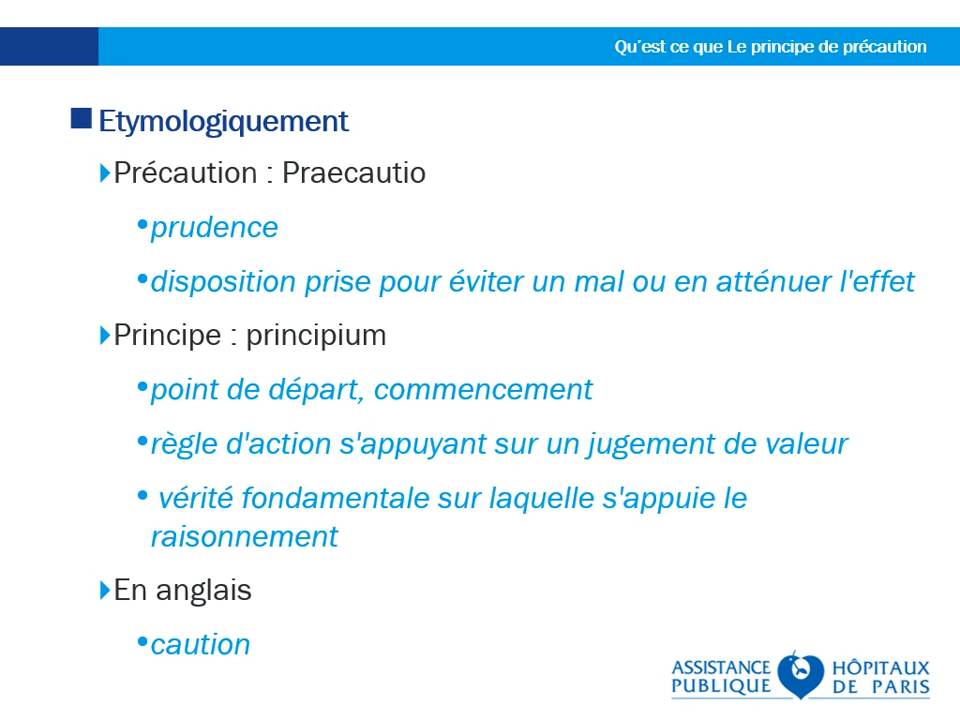 Qu'est ce que Le principe de précaution
Etymologiquement
Précaution : Praecautio
prudence
disposition prise pour éviter un mal ou en atténuer l'effet
Principe : principium
point de départ, commencement
règle d'action s'appuyant sur un jugement de valeur
vérité fondamentale sur laquelle s'appuie le
raisonnement
En anglais
caution
ASSISTANCE HÔPITAUX
PUBLIQUE DE PARIS